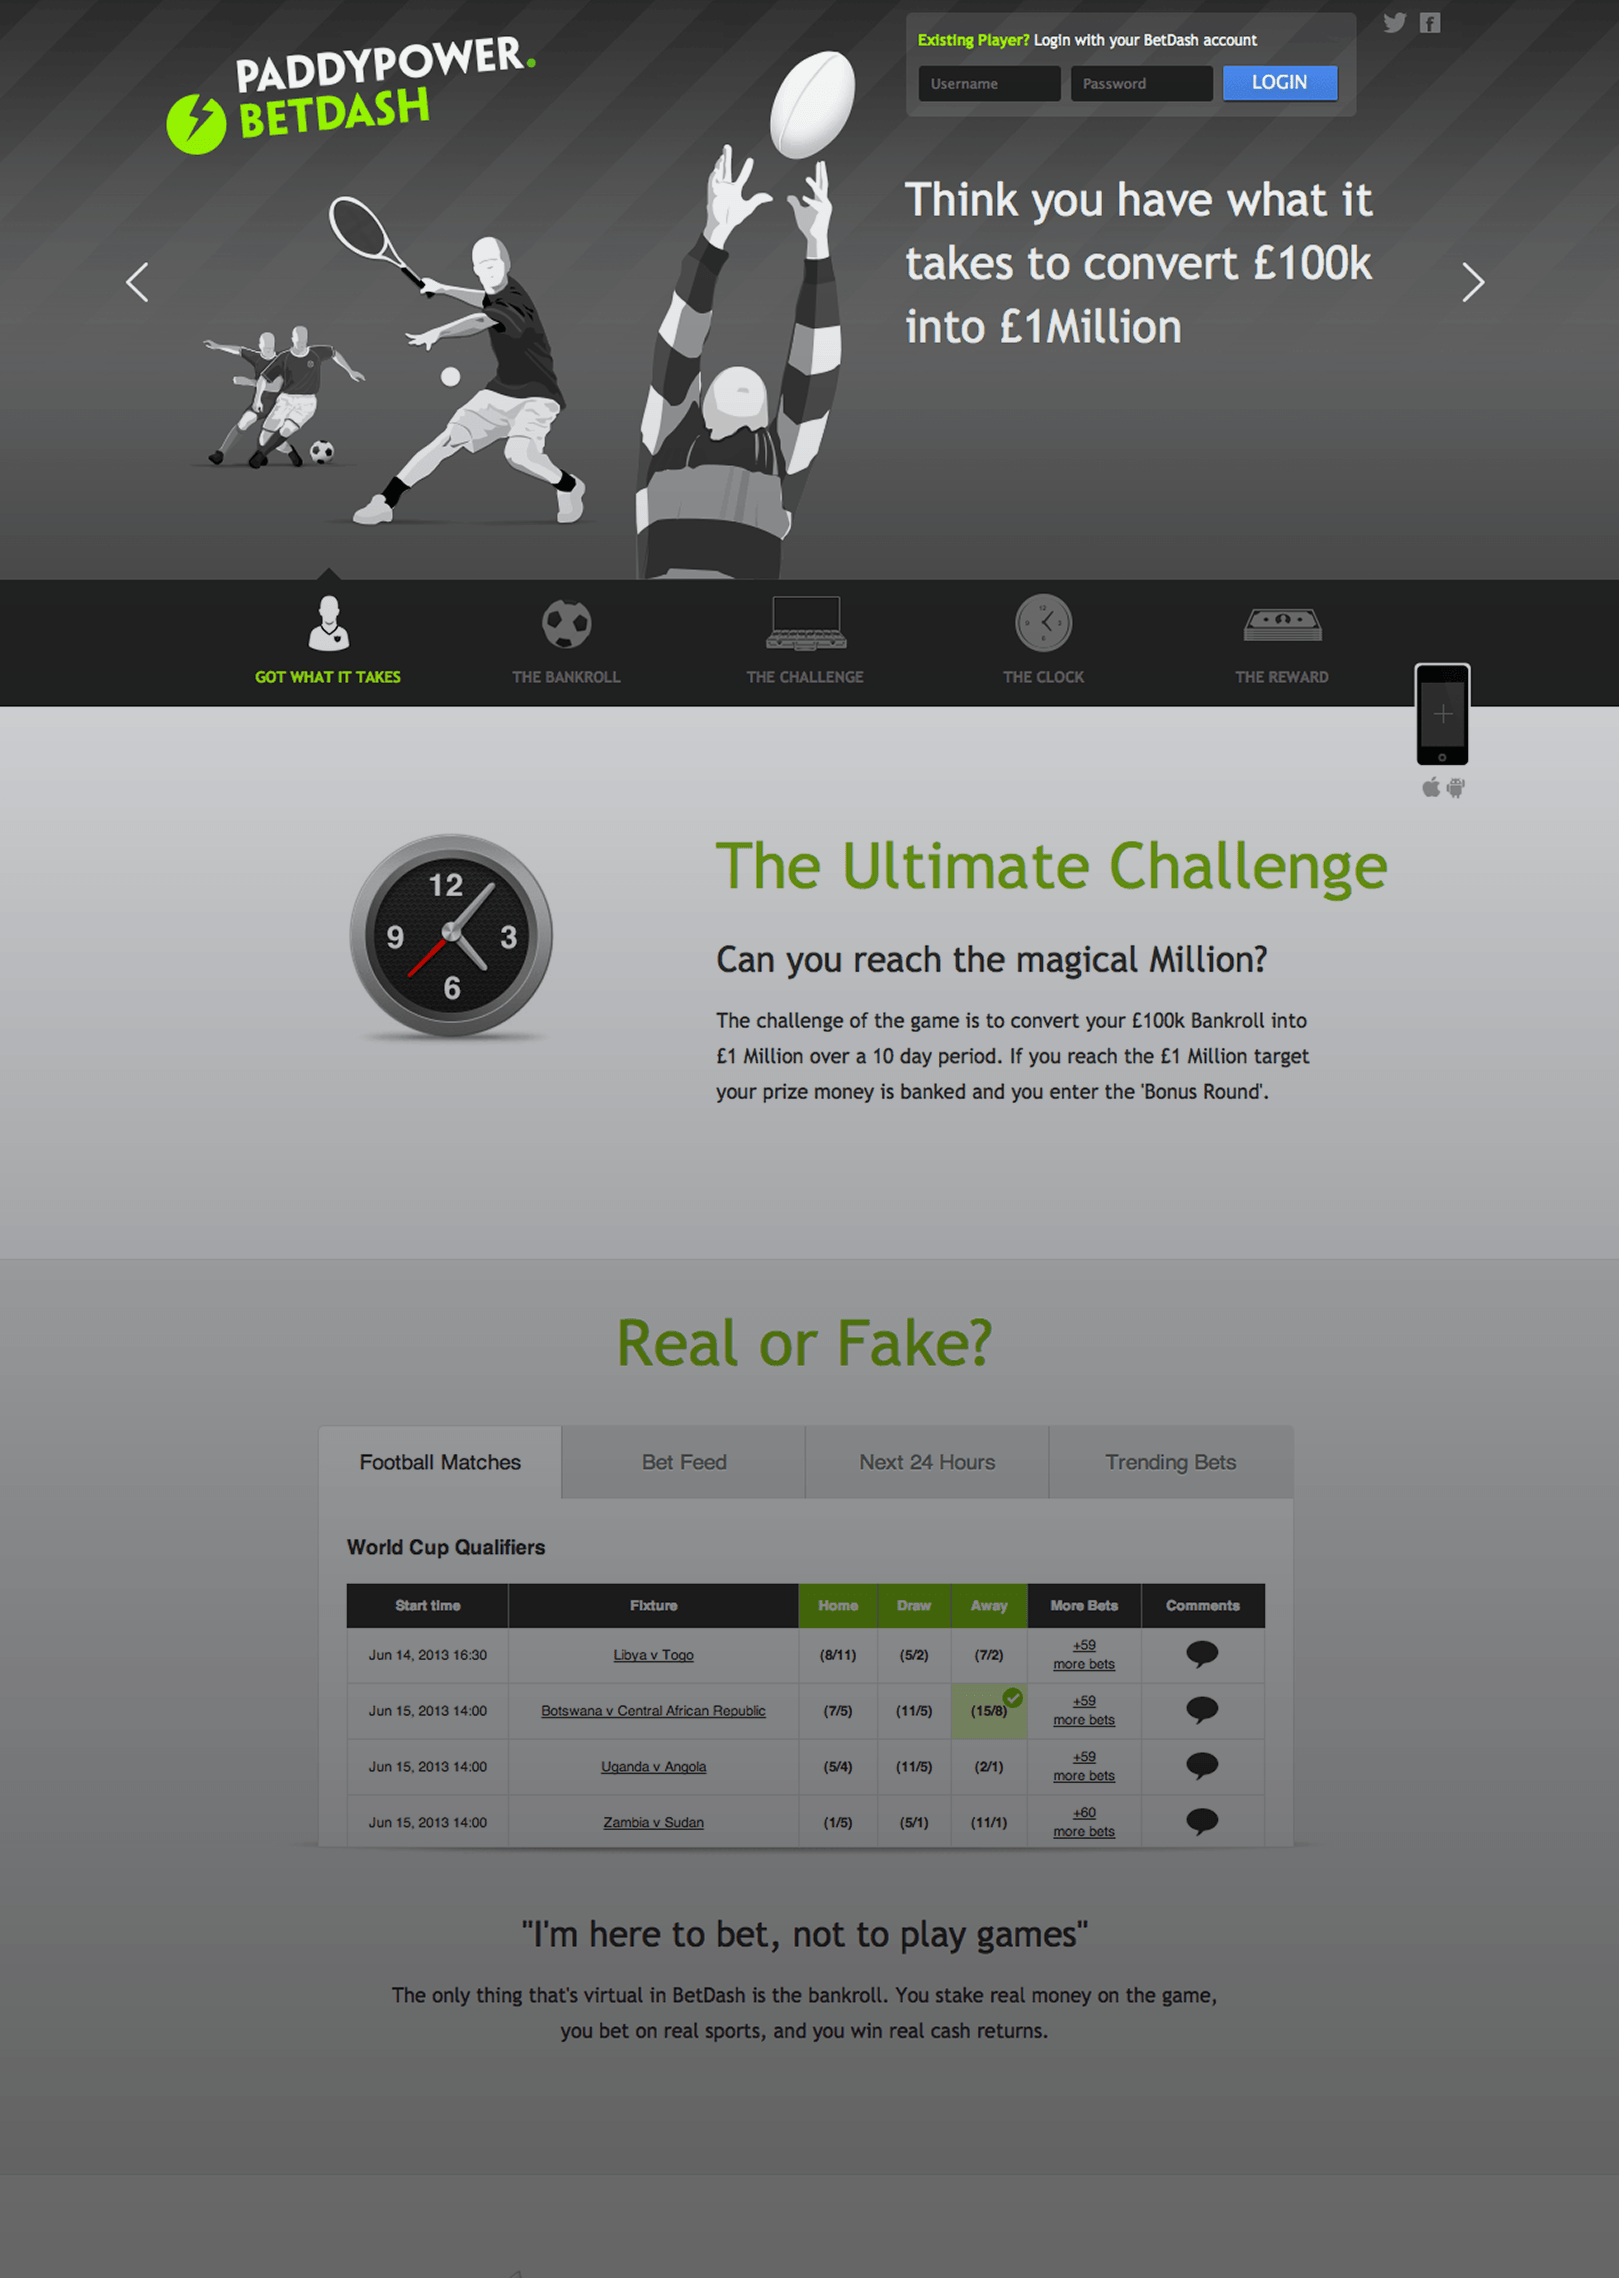 PADDYPOWER.
BETDASH
Existing Player? Login with your BetDash account
Username
Password
LOGIN
Think you have what it
takes to convert £100k
into £1Million
GOT WHAT IT TAKES
THE BANKROLL
THE CHALLENGE
THE CLOCK
THE REWARD
12
9
3
6
The Ultimate Challenge
Can you reach the magical Million?
The challenge of the game is to convert your £100k Bankroll into
£1 Million over a 10 day period. If you reach the £1 Million target
your prize money is banked and you enter the 'Bonus Round'.
Real or Fake?
Football Matches
Bet Feed
Next 24 Hours
Trending Bets
World Cup Qualifiers
Start time Fixture Home Draw Away More Bets Comments
Jun 14, 2013 16:30 Libya v Togo (8/11) (5/2) (7/2) +59 more bets
Jun 15, 2013 14:00 Botswana v Central African Republic (7/5) (11/5) (15/8) +59 more bets
Jun 15, 2013 14:00 Uganda v Angola (5/4) (11/5) (2/1) +59 more bets
Jun 15, 2013 14:00 Zambia v Sudan (1/5) (5/1) (11/1) +60 more bets
"I'm here to bet, not to play games"
The only thing that's virtual in BetDash is the bankroll. You stake real money on the game,
you bet on real sports, and you win real cash returns.